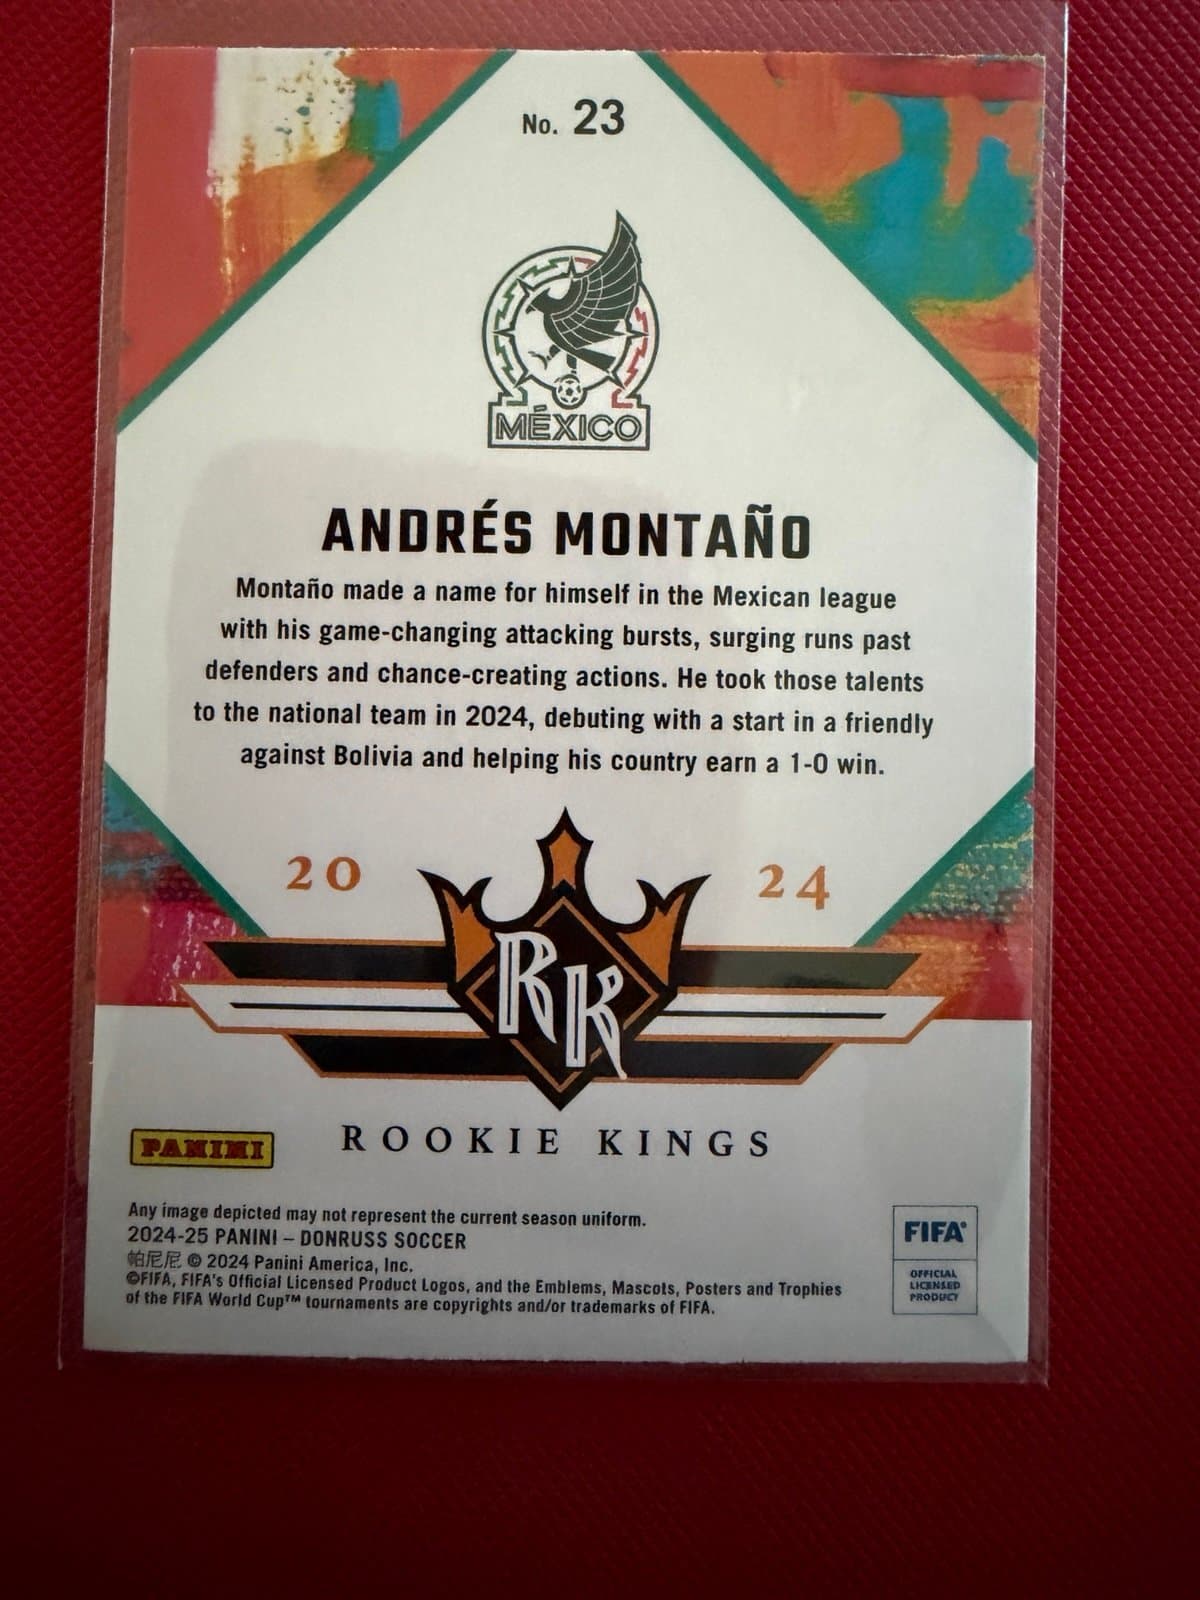 No. 23
MÉXICO
ANDRÉS MONTAÑO
Montaño made a name for himself in the Mexican league
with his game-changing attacking bursts, surging runs past
defenders and chance-creating actions. He took those talents
to the national team in 2024, debuting with a start in a friendly
against Bolivia and helping his country earn a 1-0 win.
20 24
RK
ROOKIE KINGS
PANINI
Any image depicted may not represent the current season uniform.
2024-25 PANINI – DONRUSS SOCCER
帕尼尼 © 2024 Panini America, Inc.
©FIFA, FIFA's Official Licensed Product Logos, and the Emblems, Mascots, Posters and Trophies
of the FIFA World Cup™ tournaments are copyrights and/or trademarks of FIFA.
FIFA®
OFFICIAL
LICENSED
PRODUCT